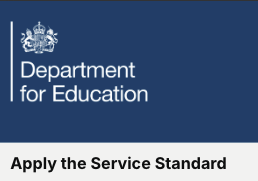 Department
for Education
Apply the Service Standard